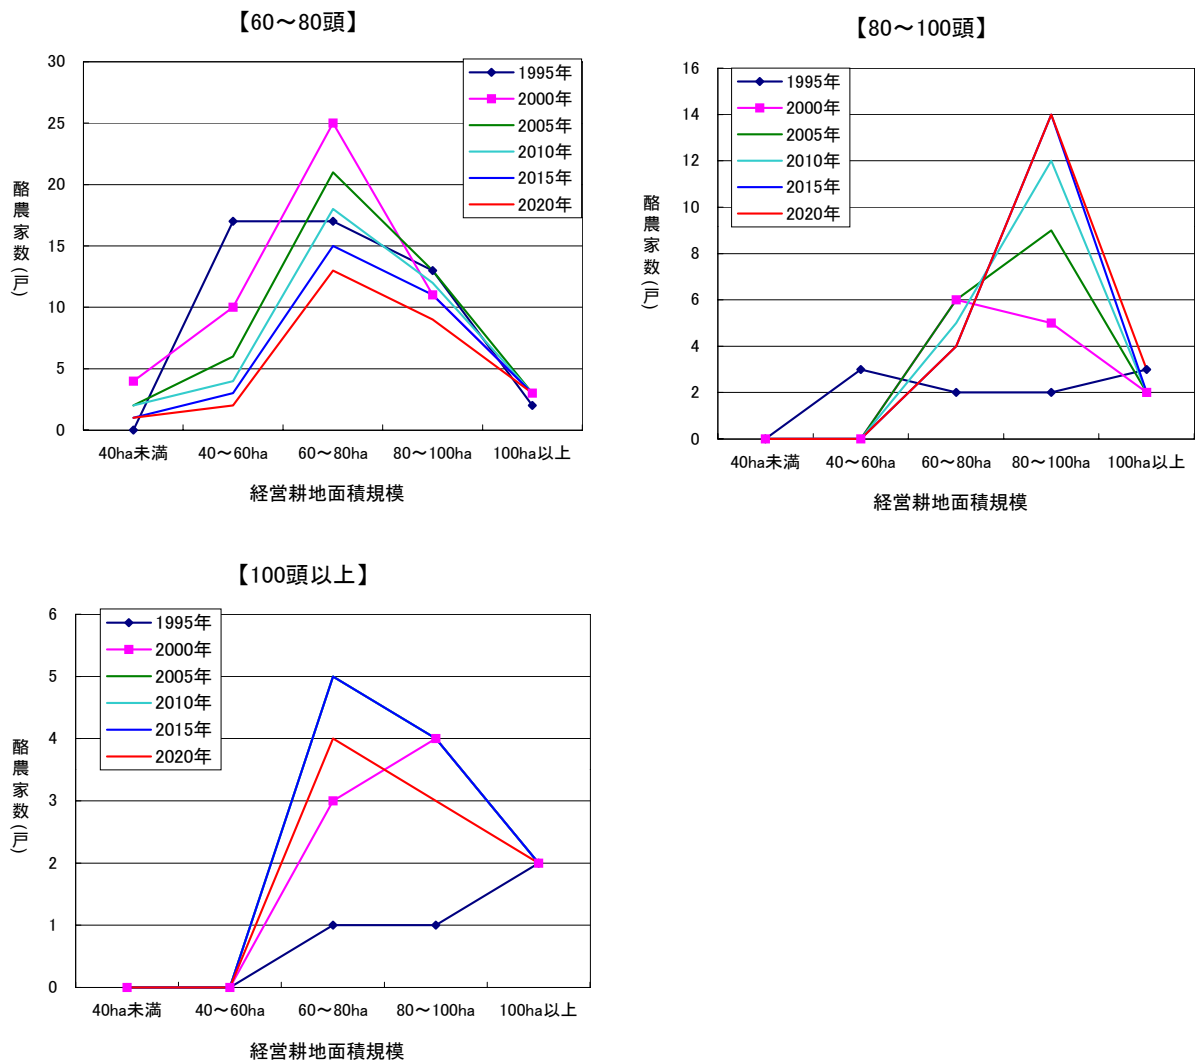 【60～80頭】
30
25
20
15
10
5
0
酪農家数(戸)
1995年
2000年
2005年
2010年
2015年
2020年
40ha未満 40～60ha 60～80ha 80～100ha 100ha以上
経営耕地面積規模
【80～100頭】
16
14
12
10
8
6
4
2
0
酪農家数(戸)
1995年
2000年
2005年
2010年
2015年
2020年
40ha未満 40～60ha 60～80ha 80～100ha 100ha以上
経営耕地面積規模
【100頭以上】
6
5
4
3
2
1
0
酪農家数(戸)
1995年
2000年
2005年
2010年
2015年
2020年
40ha未満 40～60ha 60～80ha 80～100ha 100ha以上
経営耕地面積規模